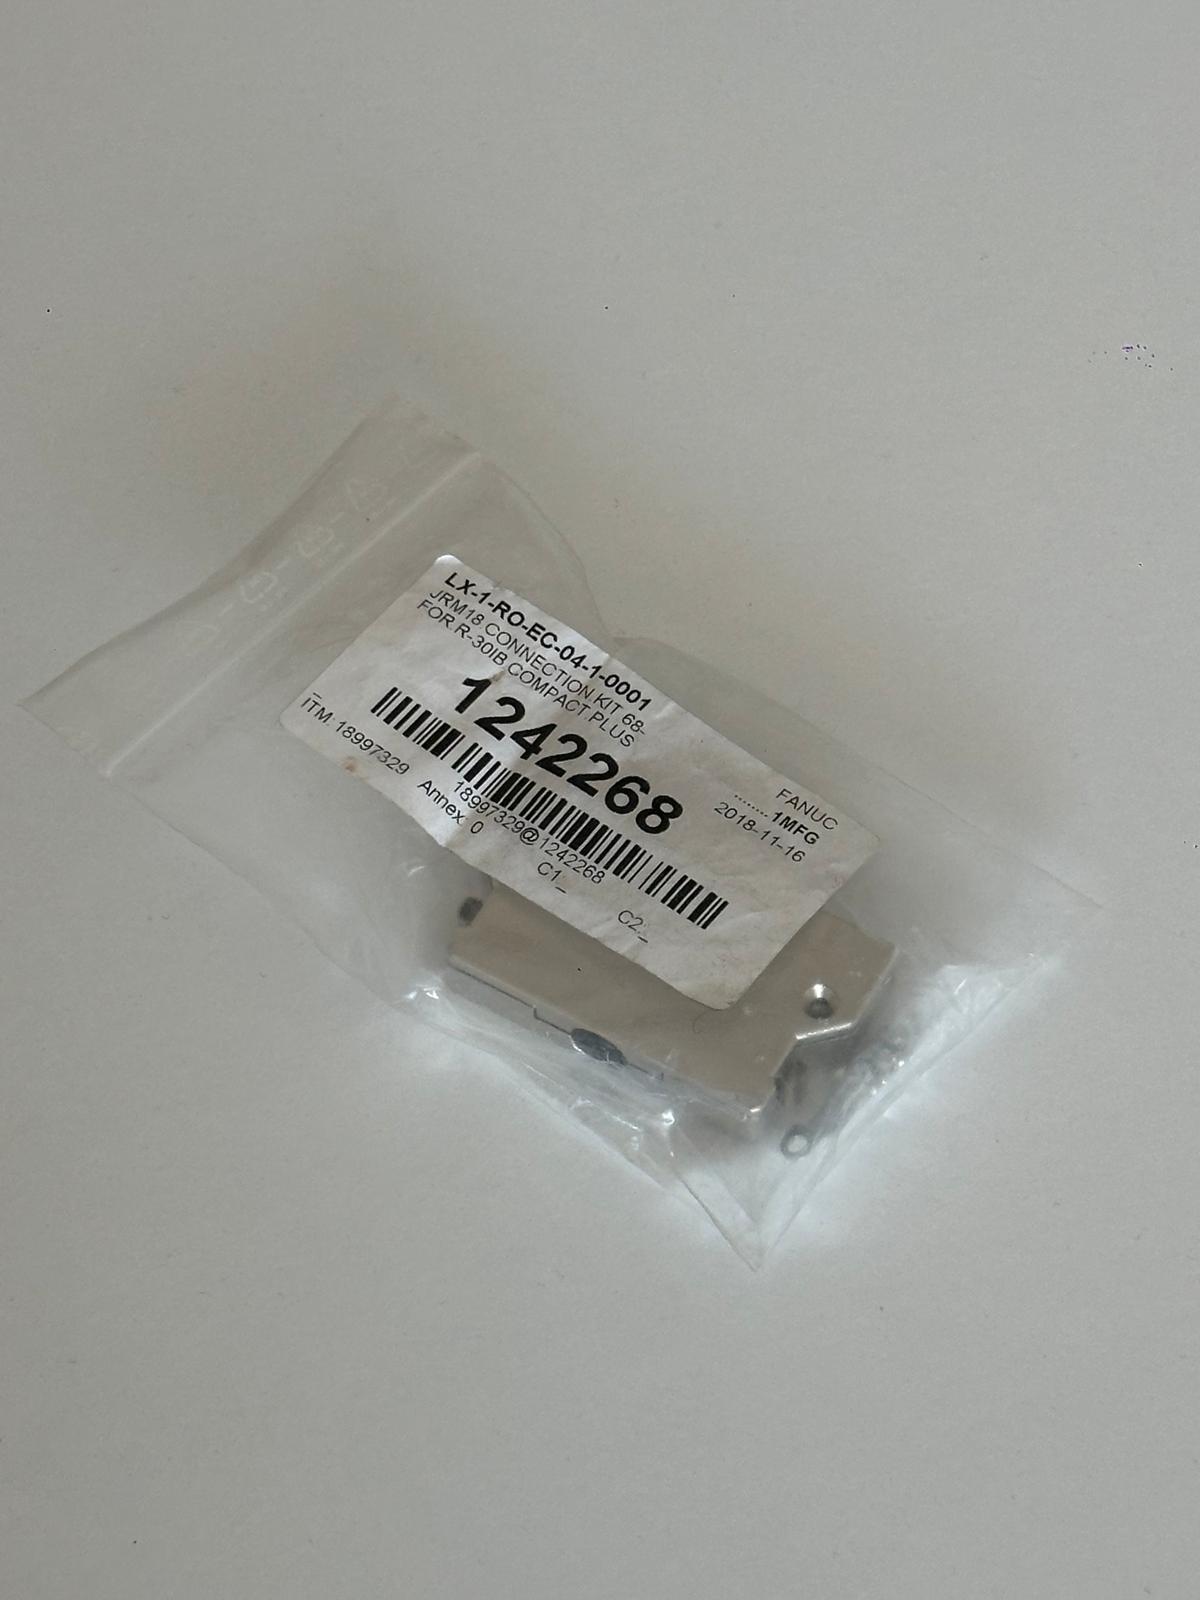 LX-1-RO-EC-04-1-0001
JRM18 CONNECTION KIT 68-
FOR R-30IB COMPACT PLUS
1242268
FANUC
........ 1MFG
2018-11-16
18997329@1242268
ITM: 18997329 Annex: 0 C1:_ C2:_